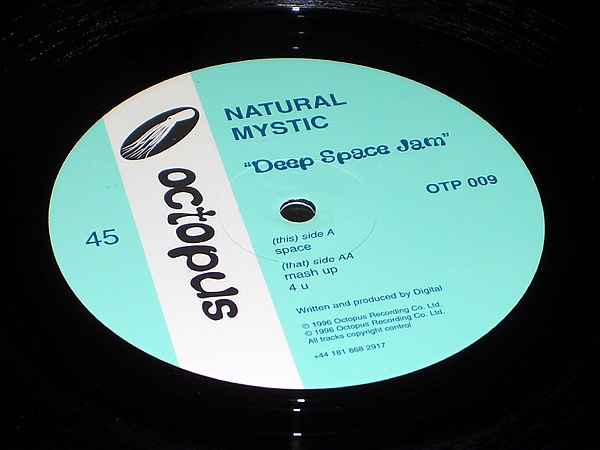 NATURAL
MYSTIC
"Deep Space Jam"
OTP 009
octopus
45
(this) side A
space
(that) side AA
mash up
4 u
Written and produced by Digital
℗ 1996 Octopus Recording Co. Ltd.
© 1996 Octopus Recording Co. Ltd.
All tracks copyright control
+44 181 868 2917